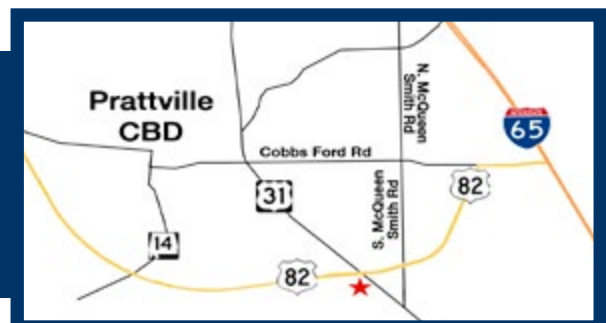 Prattville
CBD
N. McQueen
Smith Rd
65
Cobbs Ford Rd
31
82
S. McQueen
Smith Rd
14
82